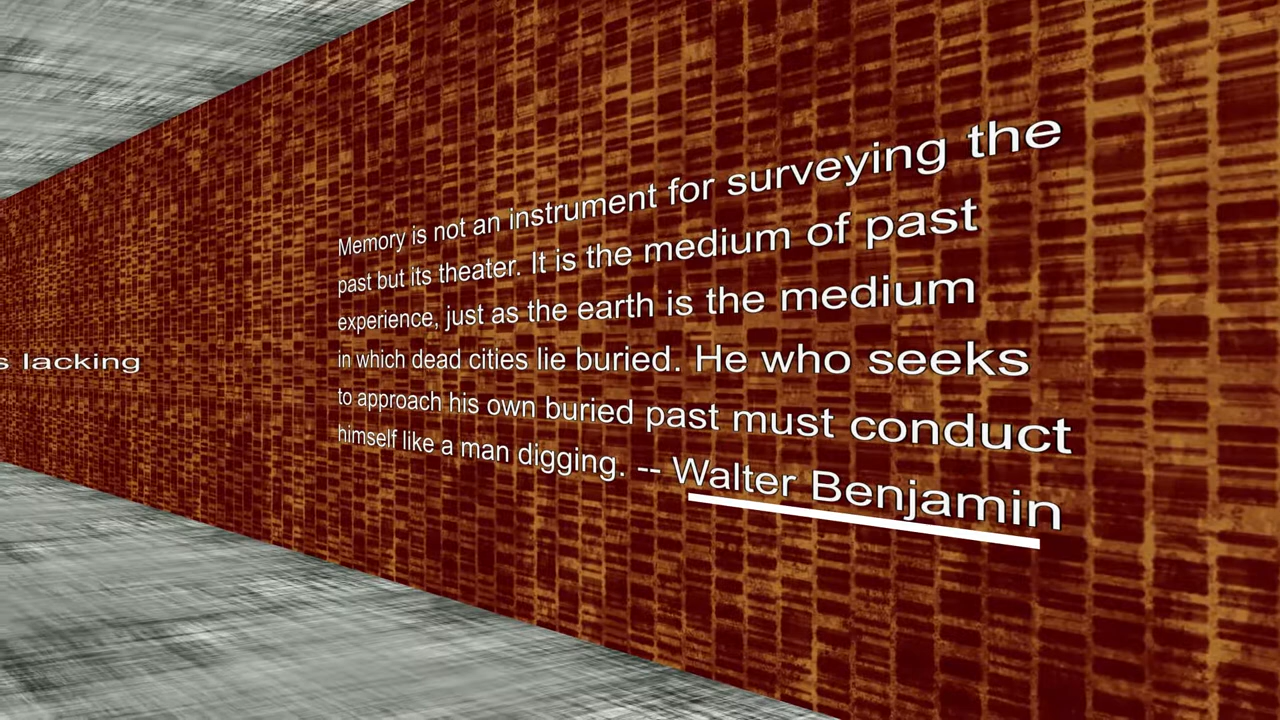 Memory is not an instrument for surveying the
past but its theater. It is the medium of past
experience, just as the earth is the medium
in which dead cities lie buried. He who seeks
to approach his own buried past must conduct
himself like a man digging. -- Walter Benjamin
s lacking